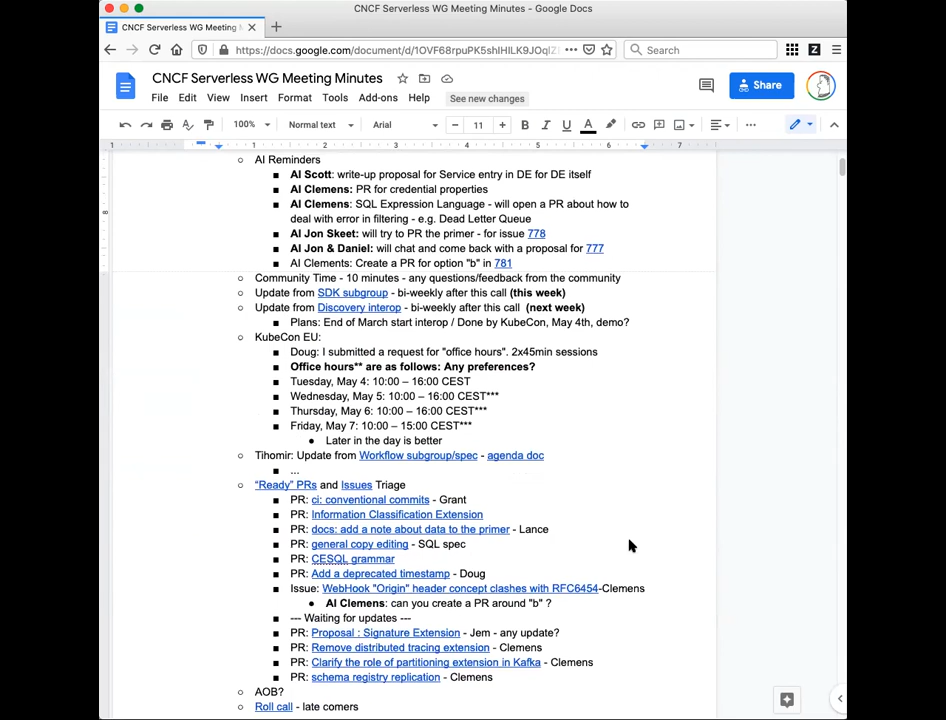 CNCF Serverless WG Meeting Minutes - Google Docs
CNCF Serverless WG Meeting M
https://docs.google.com/document/d/1OVF68rpuPK5shIHILK9JOqlZ
Search
CNCF Serverless WG Meeting Minutes
File Edit View Insert Format Tools Add-ons Help See new changes
Share
100% Normal text Arial 11
1 1 2 3 4 5 6 7
AI Reminders
AI Scott: write-up proposal for Service entry in DE for DE itself
AI Clemens: PR for credential properties
AI Clemens: SQL Expression Language - will open a PR about how to
deal with error in filtering - e.g. Dead Letter Queue
AI Jon Skeet: will try to PR the primer - for issue 778
AI Jon & Daniel: will chat and come back with a proposal for 777
AI Clements: Create a PR for option "b" in 781
Community Time - 10 minutes - any questions/feedback from the community
Update from SDK subgroup - bi-weekly after this call (this week)
Update from Discovery interop - bi-weekly after this call (next week)
Plans: End of March start interop / Done by KubeCon, May 4th, demo?
KubeCon EU:
Doug: I submitted a request for "office hours". 2x45min sessions
Office hours** are as follows: Any preferences?
Tuesday, May 4: 10:00 – 16:00 CEST
Wednesday, May 5: 10:00 – 16:00 CEST***
Thursday, May 6: 10:00 – 16:00 CEST***
Friday, May 7: 10:00 – 15:00 CEST***
Later in the day is better
Tihomir: Update from Workflow subgroup/spec - agenda doc
...
"Ready" PRs and Issues Triage
PR: ci: conventional commits - Grant
PR: Information Classification Extension
PR: docs: add a note about data to the primer - Lance
PR: general copy editing - SQL spec
PR: CESQL grammar
PR: Add a deprecated timestamp - Doug
Issue: WebHook "Origin" header concept clashes with RFC6454-Clemens
AI Clemens: can you create a PR around "b" ?
--- Waiting for updates ---
PR: Proposal : Signature Extension - Jem - any update?
PR: Remove distributed tracing extension - Clemens
PR: Clarify the role of partitioning extension in Kafka - Clemens
PR: schema registry replication - Clemens
AOB?
Roll call - late comers